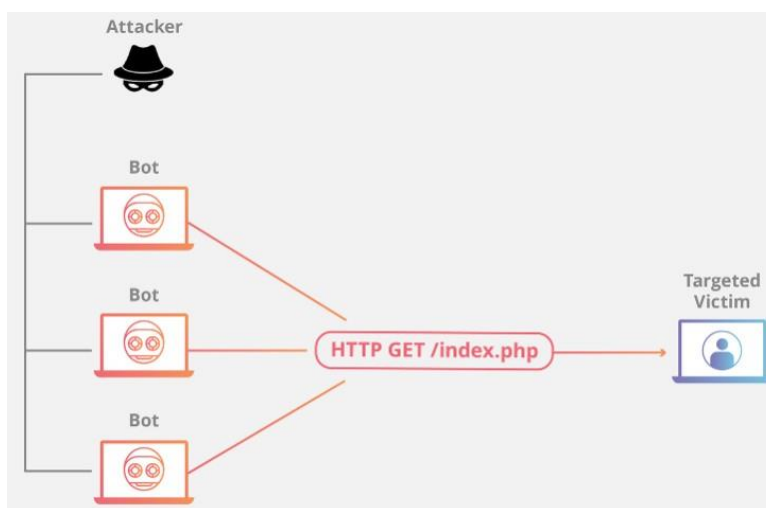 Attacker
Bot
Bot
HTTP GET /index.php
Targeted
Victim
Bot